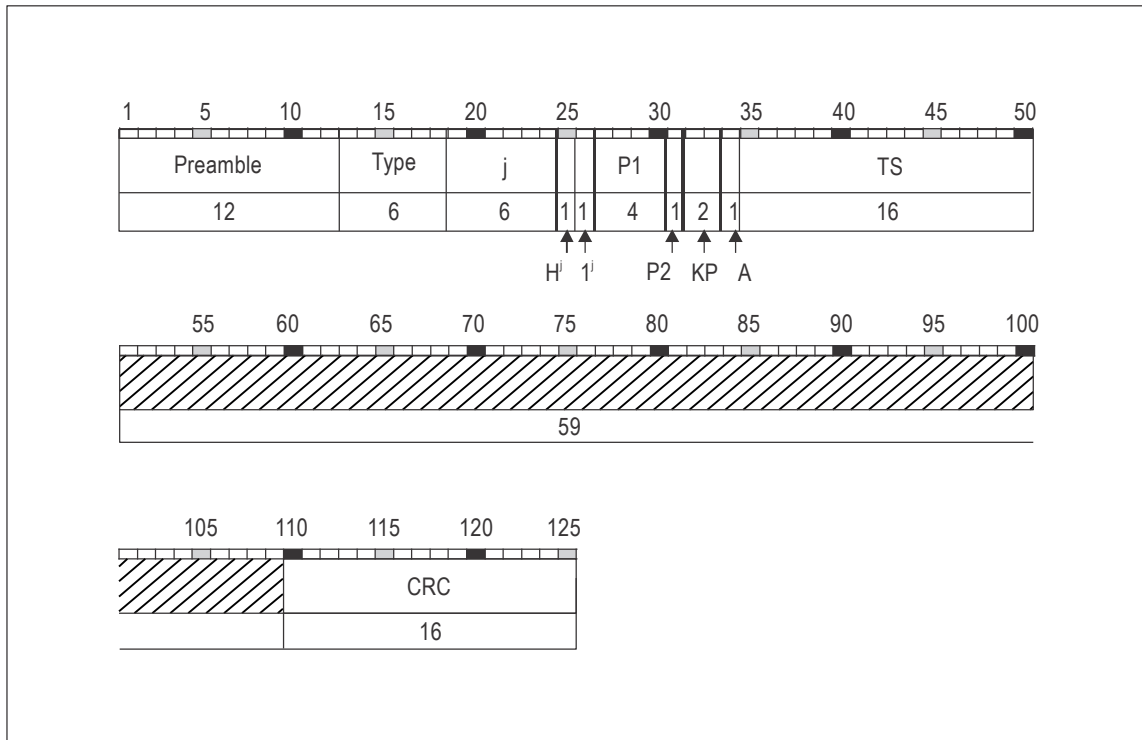 1 5 10 15 20 25 30 35 40 45 50
Preamble Type j P1 TS
12 6 6 1 1 4 1 2 1 16
Hʲ 1ʲ P2 KP A
55 60 65 70 75 80 85 90 95 100
59
105 110 115 120 125
CRC
16